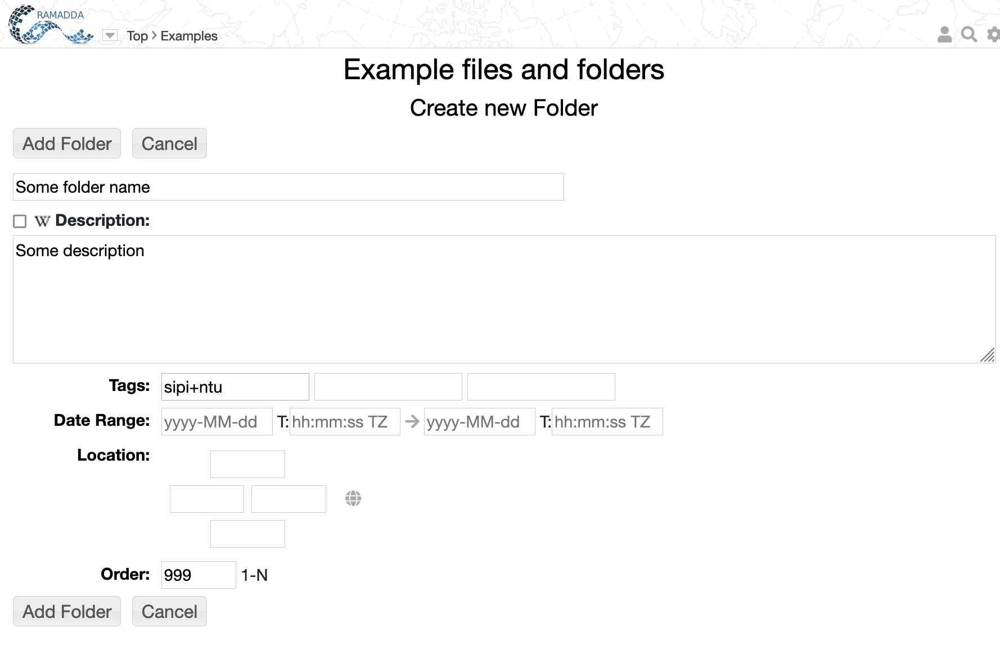 RAMADDA
Top > Examples
Example files and folders
Create new Folder
Add Folder Cancel
Some folder name
W Description:
Some description
Tags: sipi+ntu
Date Range: yyyy-MM-dd T: hh:mm:ss TZ → yyyy-MM-dd T: hh:mm:ss TZ
Location:
Order: 999 1-N
Add Folder Cancel